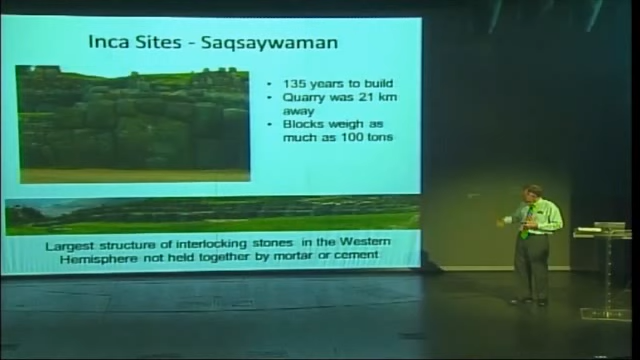 Inca Sites - Saqsaywaman
• 135 years to build
• Quarry was 21 km
away
• Blocks weigh as
much as 100 tons
Largest structure of interlocking stones in the Western
Hemisphere not held together by mortar or cement